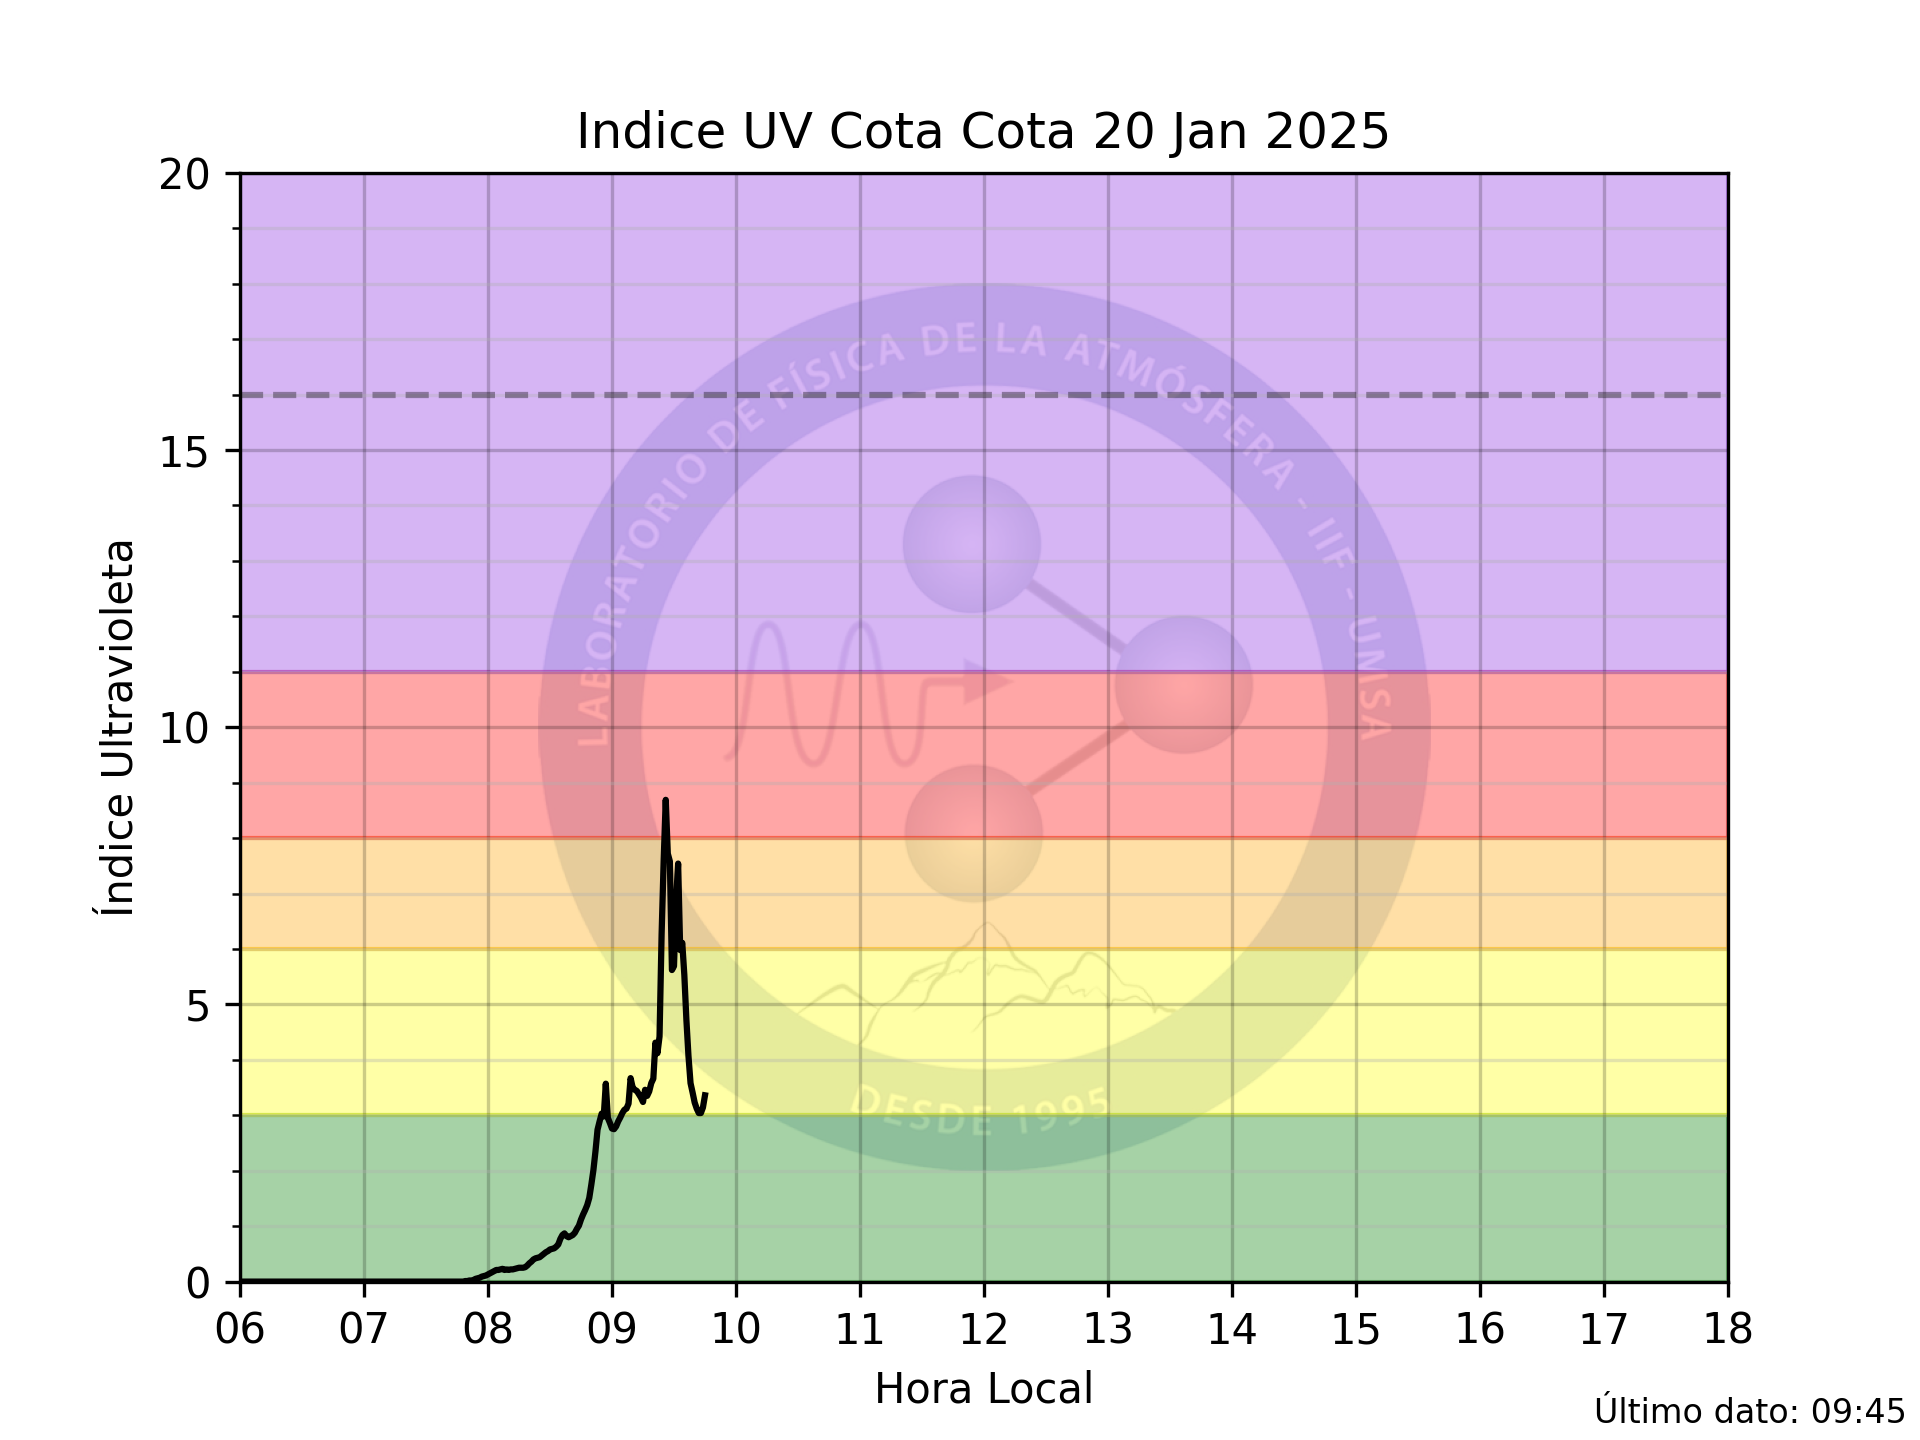 Indice UV Cota Cota 20 Jan 2025
20
15
10
5
0
Índice Ultravioleta
LABORATORIO DE FÍSICA DE LA ATMÓSFERA - IIF - UMSA
DESDE 1995
06 07 08 09 10 11 12 13 14 15 16 17 18
Hora Local
Último dato: 09:45